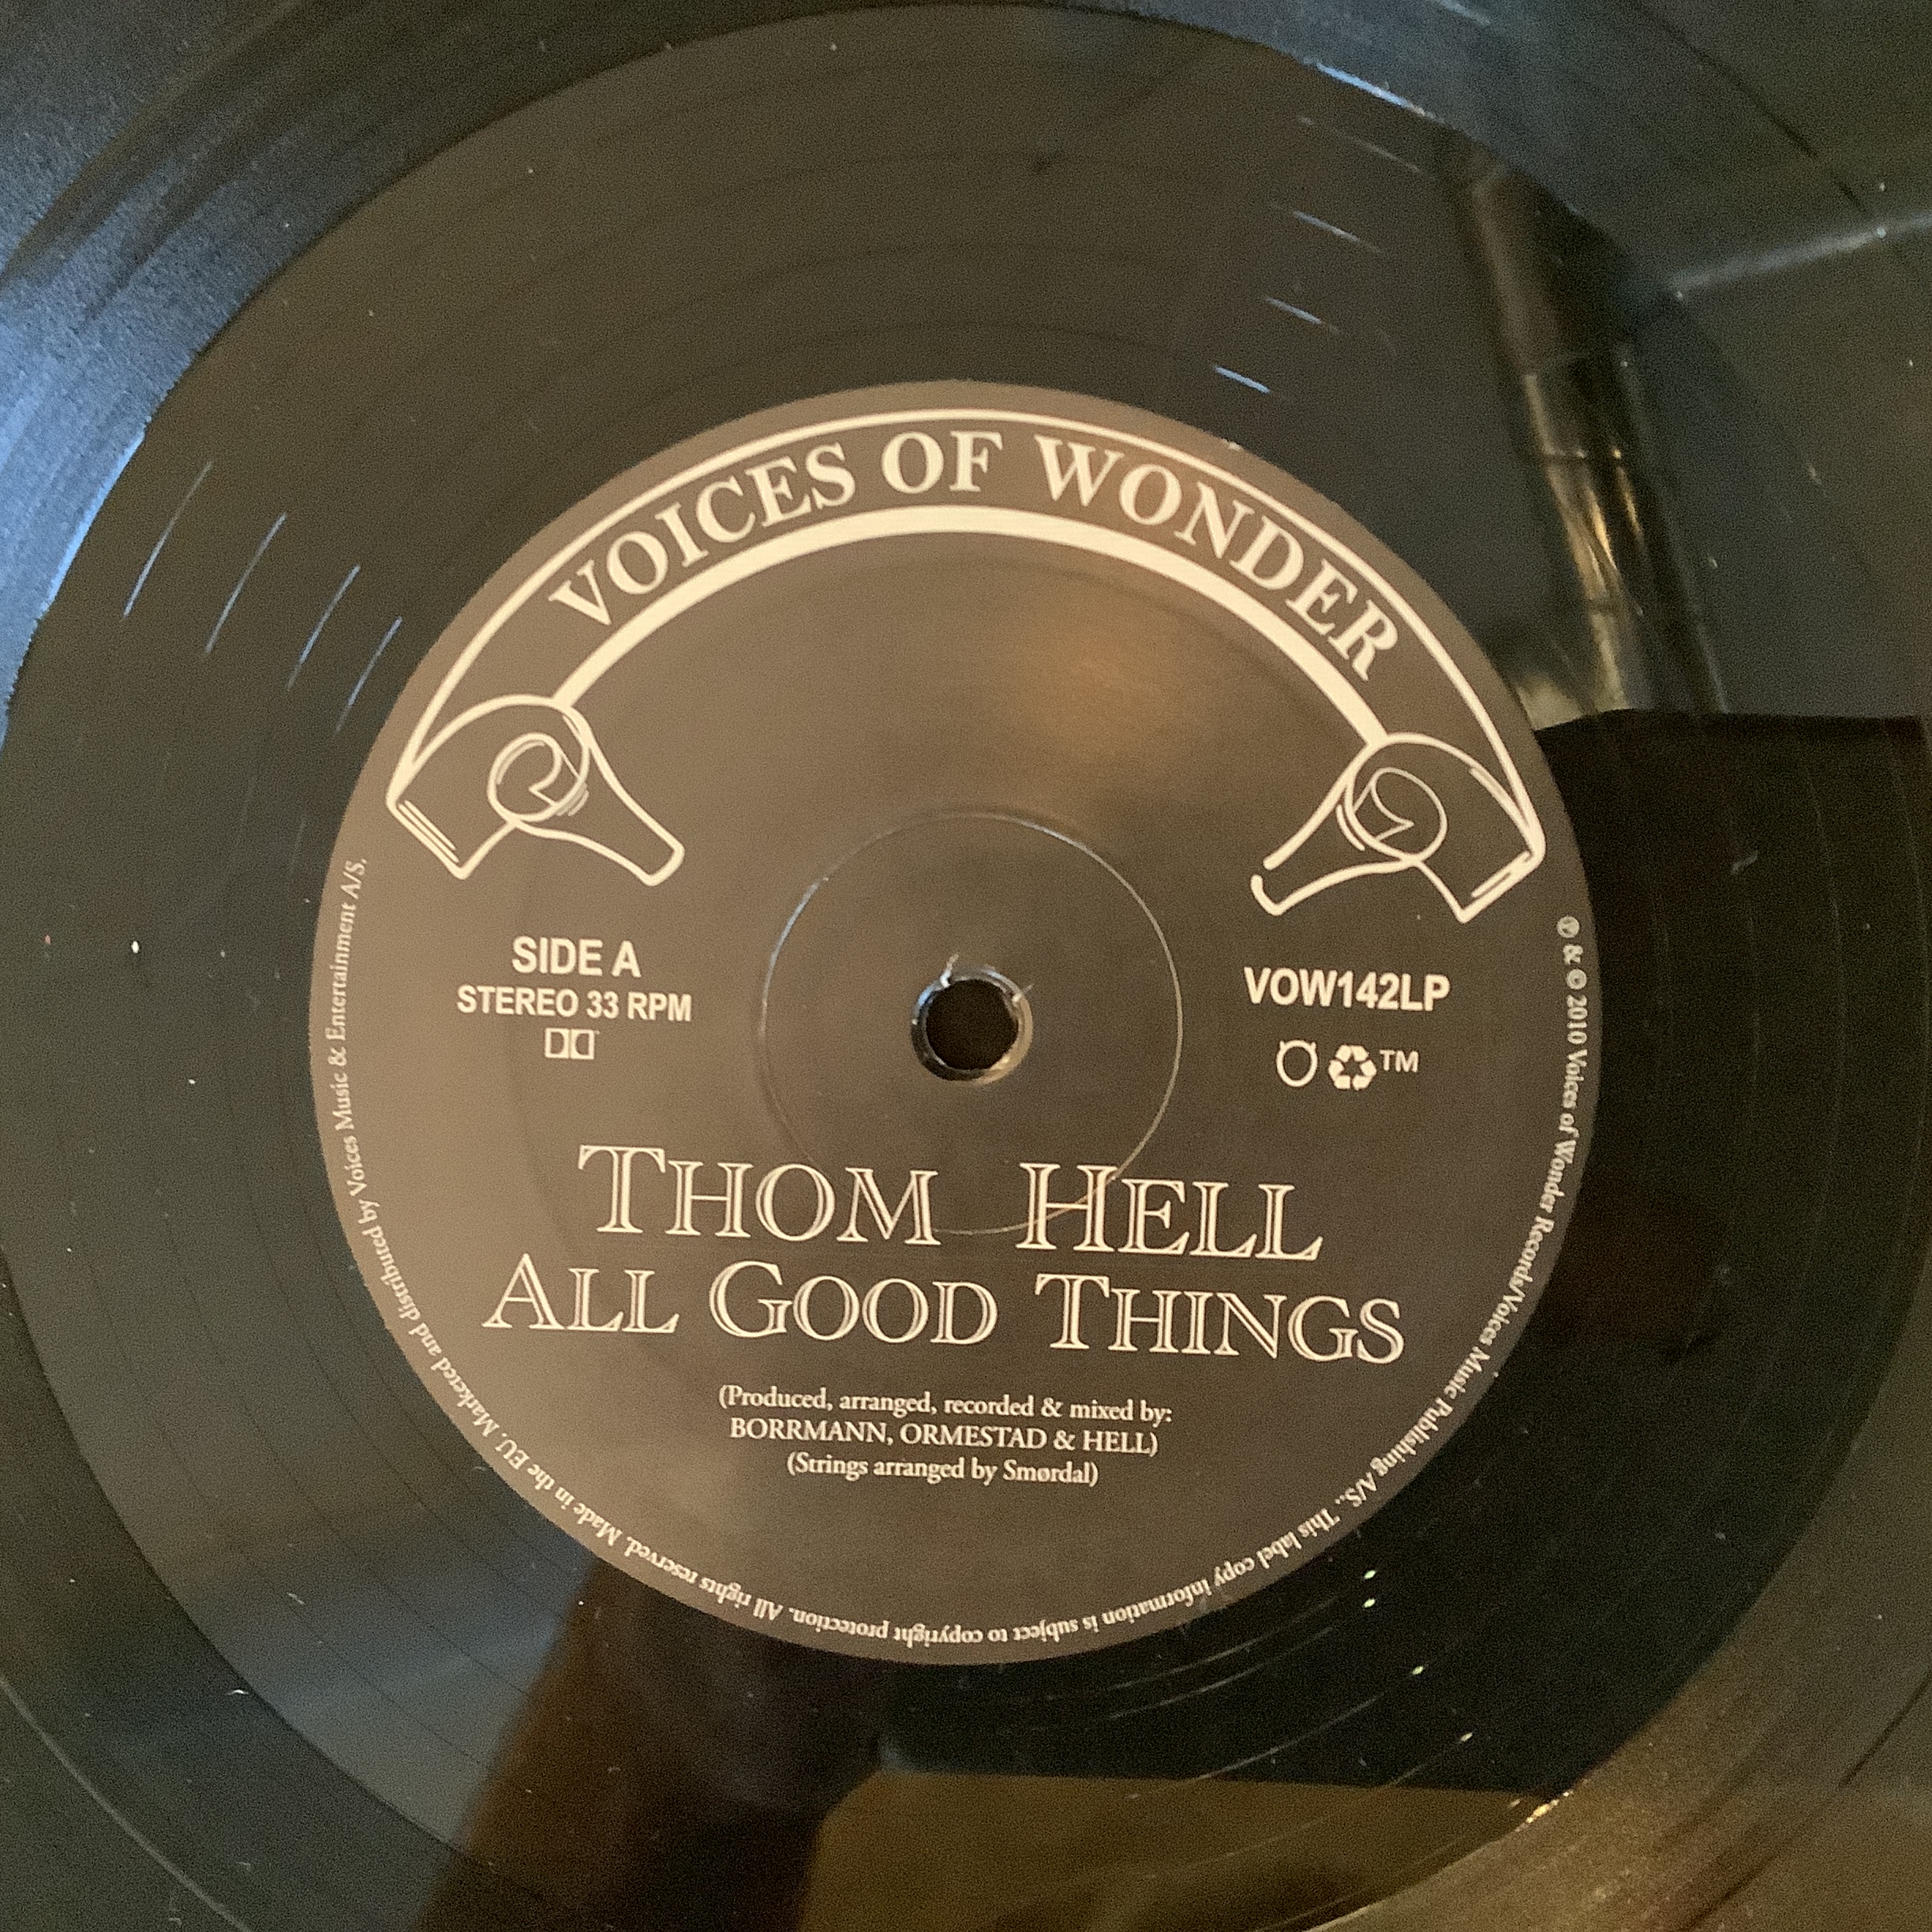 VOICES OF WONDER
SIDE A
STEREO 33 RPM
VOW142LP
TM
THOM HELL
ALL GOOD THINGS
(Produced, arranged, recorded & mixed by:
BORRMANN, ORMESTAD & HELL)
(Strings arranged by Smørdal)
℗ & © 2010 Voices of Wonder Records/Voices Music Publishing A/S.. This label copy information is subject to copyright protection. All rights reserved. Made in the EU. Marketed and distributed by Voices Music & Entertainment A/S.